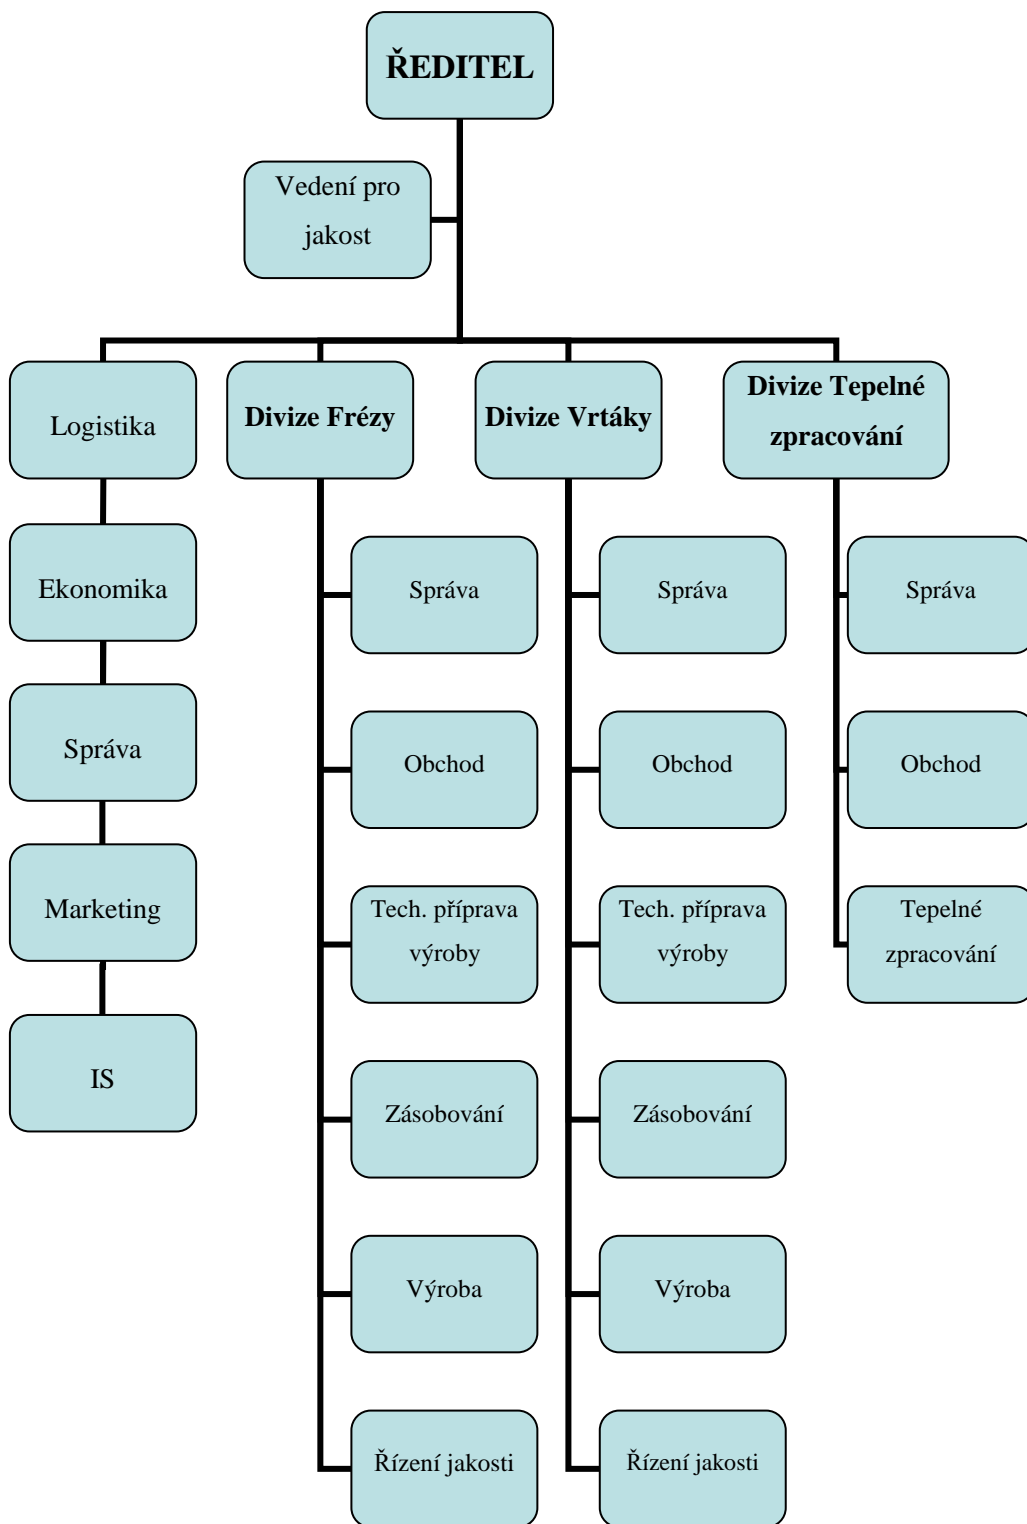 ŘEDITEL
Vedení pro
jakost
Logistika
Divize Frézy
Divize Vrtáky
Divize Tepelné
zpracování
Ekonomika
Správa
Marketing
IS
Správa
Obchod
Tech. příprava
výroby
Zásobování
Výroba
Řízení jakosti
Správa
Obchod
Tech. příprava
výroby
Zásobování
Výroba
Řízení jakosti
Správa
Obchod
Tepelné
zpracování